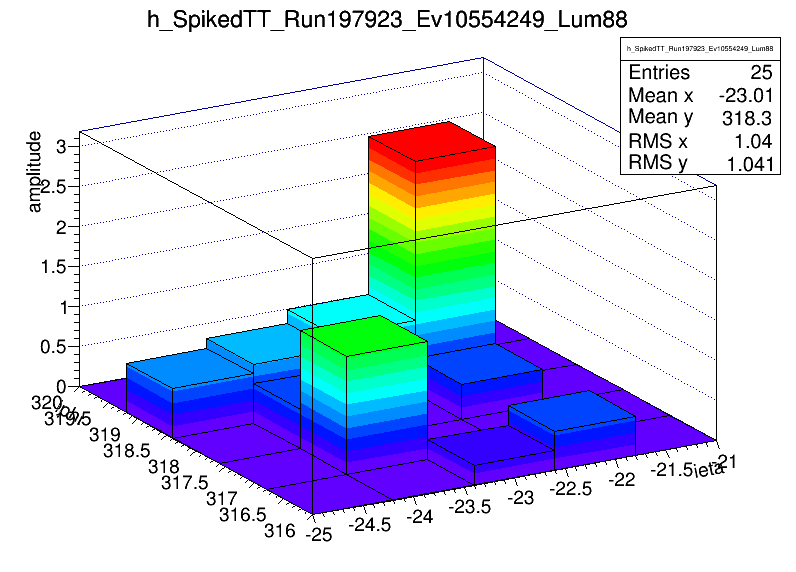 h_SpikedTT_Run197923_Ev10554249_Lum88
h_SpikedTT_Run197923_Ev10554249_Lum88
Entries 25
Mean x -23.01
Mean y 318.3
RMS x 1.04
RMS y 1.041
amplitude
3
2.5
2
1.5
1
0.5
0
320
319.5
319
318.5
318
317.5
317
316.5
316
-25
-24.5
-24
-23.5
-23
-22.5
-22
-21.5
-21
ieta